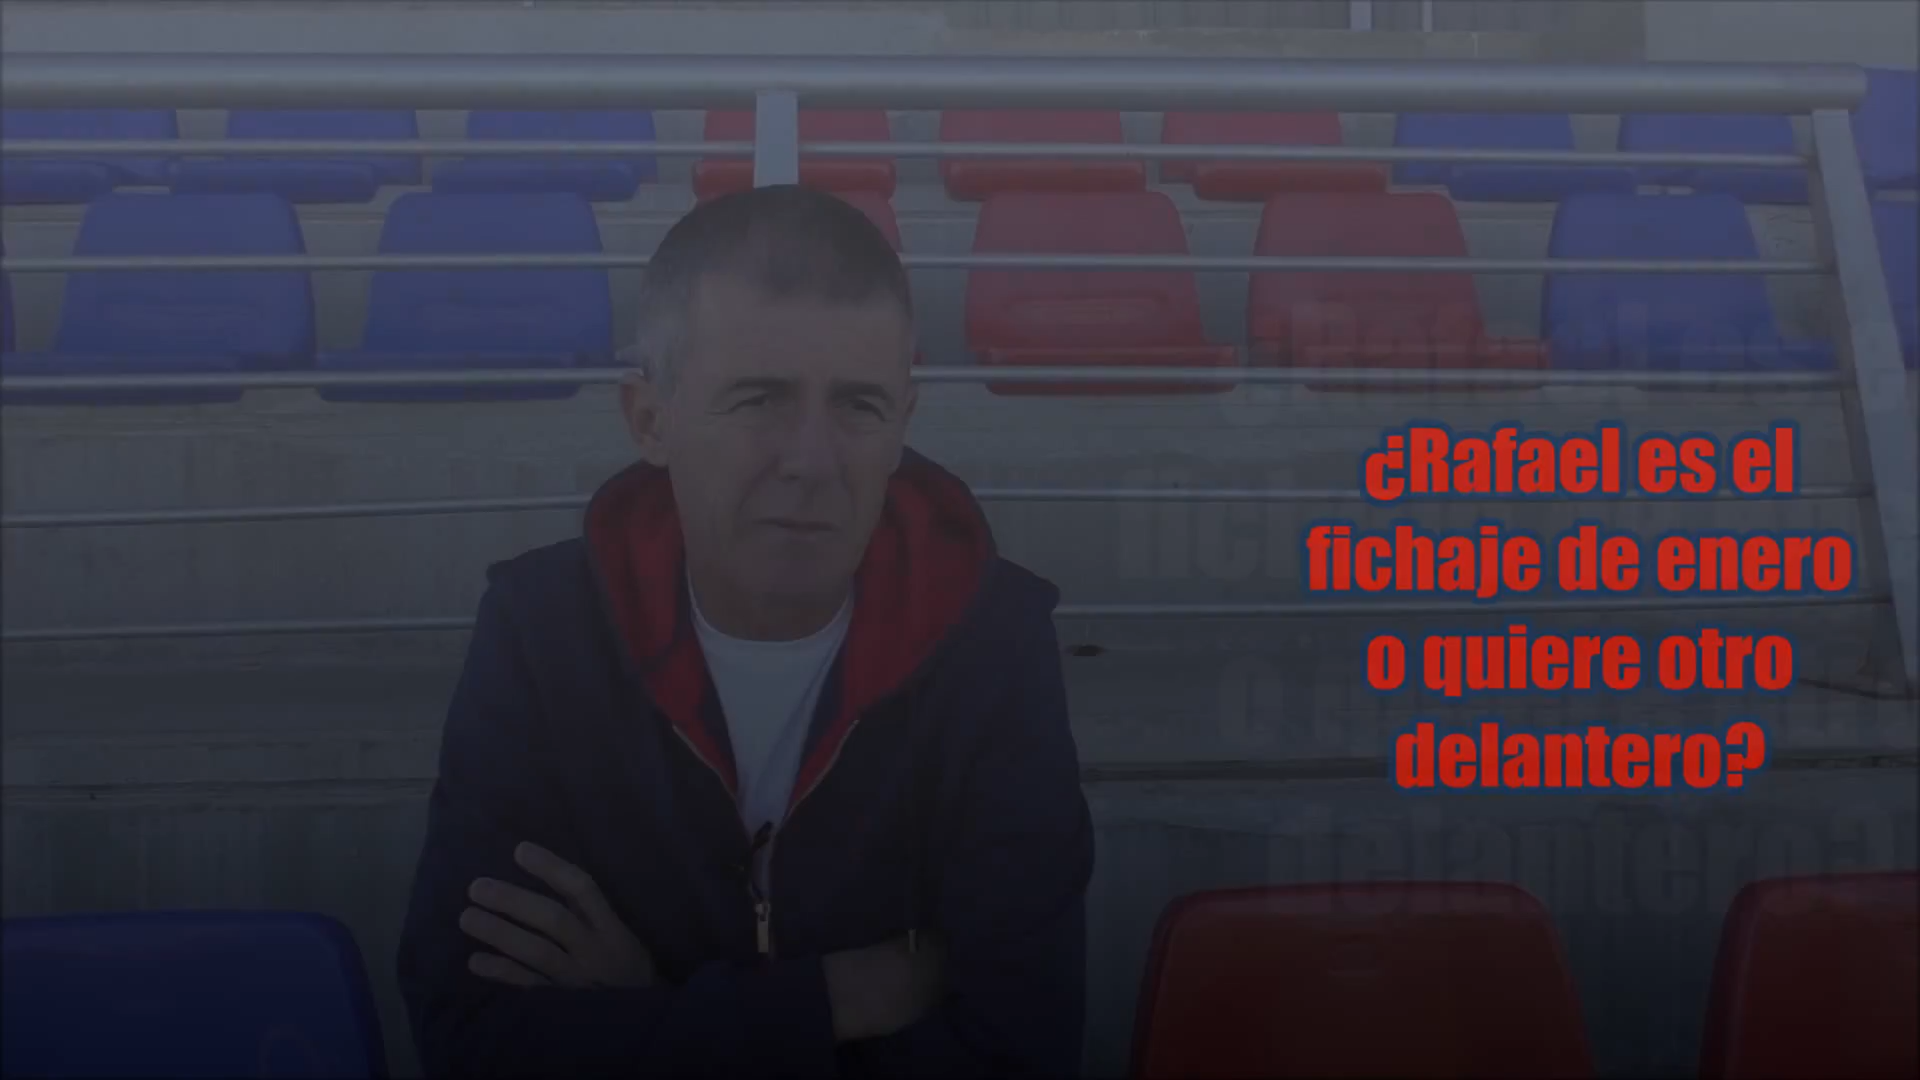 ¿Rafael es el
fichaje de enero
o quiere otro
delantero?